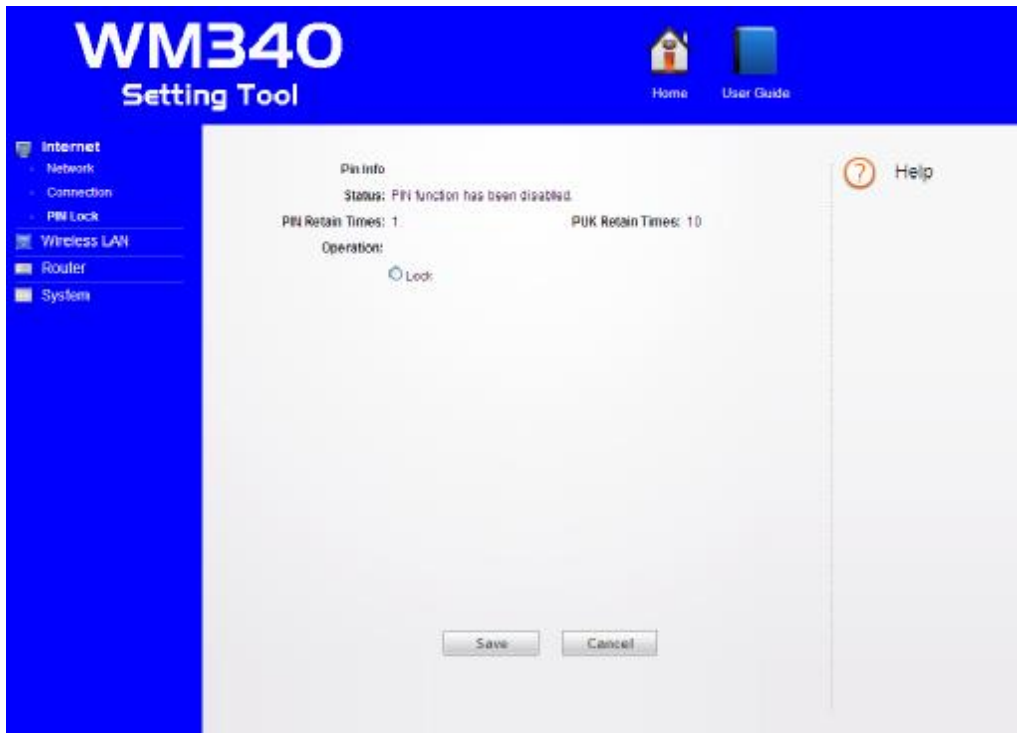 WM340
Setting Tool
Home
User Guide
Internet
Network
Connection
PIN Lock
Wireless LAN
Router
System
Pin Info
Status: PIN function has been disabled.
PIN Retain Times: 1 PUK Retain Times: 10
Operation:
Lock
Save
Cancel
? Help